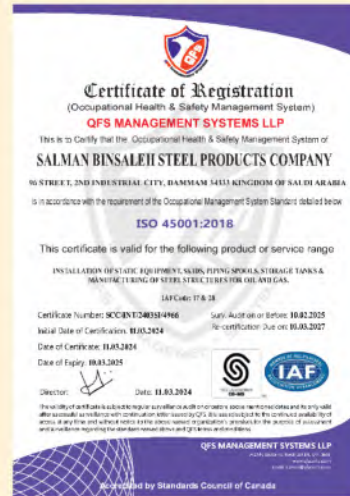 QFS
Certificate of Registration
(Occupational Health & Safety Management System)
QFS MANAGEMENT SYSTEMS LLP
This is to Certify that the Occupational Health & Safety Management System of
SALMAN BINSALEH STEEL PRODUCTS COMPANY
96 STREET, 2ND INDUSTRIAL CITY, DAMMAM 34333 KINGDOM OF SAUDI ARABIA
is in accordance with the requirement of the Occupational Management System Standard detailed below
ISO 45001:2018
This certificate is valid for the following product or service range
INSTALLATION OF STATIC EQUIPMENT, SKIDS, PIPING SPOOLS, STORAGE TANKS &
MANUFACTURING OF STEEL STRUCTURES FOR OIL AND GAS.
IAF Code: 17 & 28
Certificate Number: SCC/INT/24035I/4966
Surv. Audit on or Before: 10.02.2025
Initial Date of Certification: 11.03.2024
Re-certification Due on: 10.03.2027
Date of Certificate: 11.03.2024
Date of Expiry: 10.03.2025
IAF
Director:
Date: 11.03.2024
QFS MANAGEMENT SYSTEMS LLP
Accredited by Standards Council of Canada